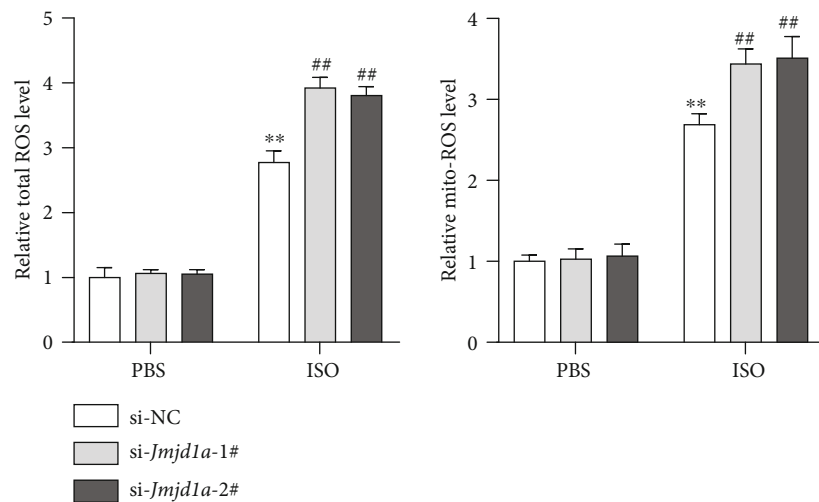 Relative total ROS level
5
4
3
2
1
0
**
##
##
PBS
ISO
Relative mito-ROS level
4
3
2
1
0
**
##
##
PBS
ISO
si-NC
si-Jmjd1a-1#
si-Jmjd1a-2#